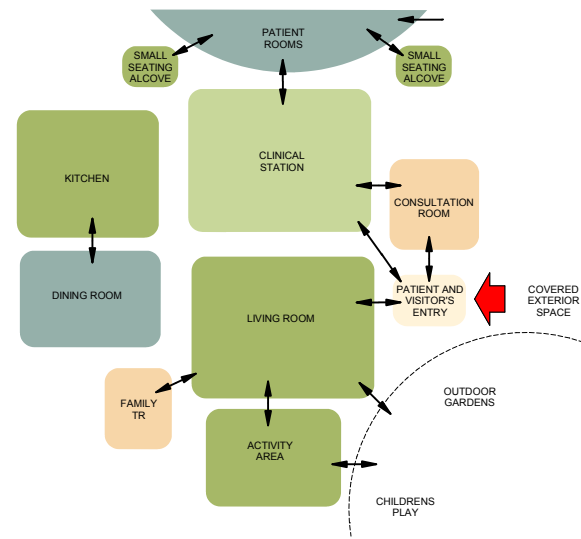 PATIENT
ROOMS
SMALL
SEATING
ALCOVE
SMALL
SEATING
ALCOVE
CLINICAL
STATION
KITCHEN
CONSULTATION
ROOM
DINING ROOM
PATIENT AND
VISITOR'S
ENTRY
COVERED
EXTERIOR
SPACE
LIVING ROOM
OUTDOOR
GARDENS
FAMILY
TR
ACTIVITY
AREA
CHILDRENS
PLAY